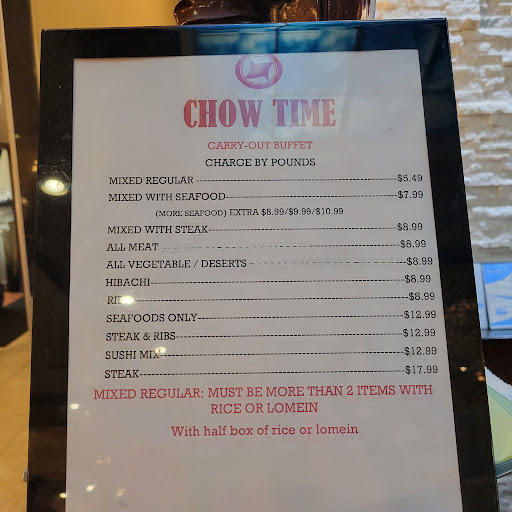 CHOW TIME
CARRY-OUT BUFFET
CHARGE BY POUNDS
MIXED REGULAR ---$5.49
MIXED WITH SEAFOOD---$7.99
(MORE SEAFOOD) EXTRA $8.99/$9.99/$10.99
MIXED WITH STEAK---$8.99
ALL MEAT ---$8.99
ALL VEGETABLE / DESERTS ---$8.99
HIBACHI---$8.99
---$8.99
SEAFOODS ONLY---$12.99
STEAK & RIBS---$12.99
SUSHI MIX---$12.99
STEAK---$17.99
MIXED REGULAR: MUST BE MORE THAN 2 ITEMS WITH
RICE OR LOMEIN
With half box of rice or lomein